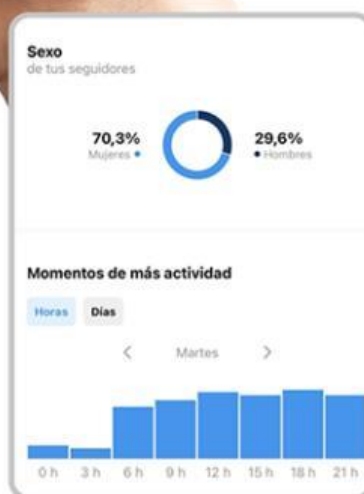 Sexo
de tus seguidores
70,3%
Mujeres
29,6%
Hombres
Momentos de más actividad
Horas Días
< Martes >
0 h 3 h 6 h 9 h 12 h 15 h 18 h 21 h